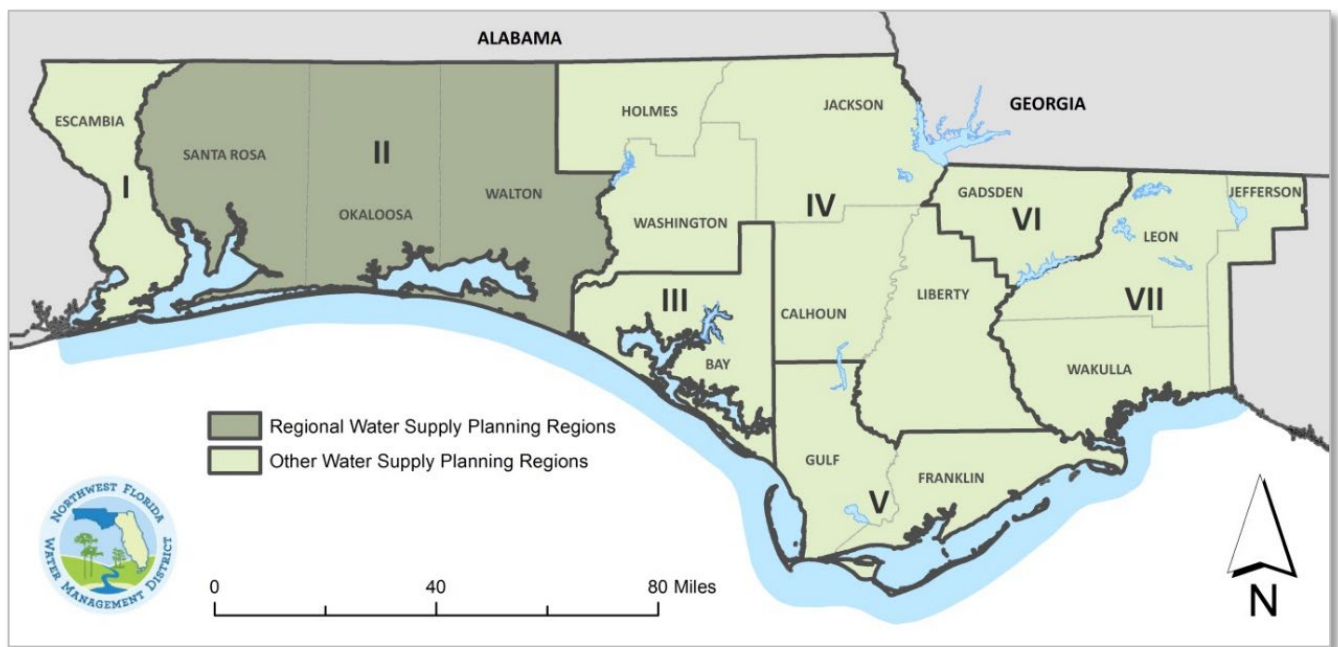 ALABAMA
GEORGIA
ESCAMBIA
I
SANTA ROSA
II
OKALOOSA
WALTON
HOLMES
JACKSON
WASHINGTON
IV
GADSDEN
VI
JEFFERSON
LEON
VII
III
BAY
CALHOUN
LIBERTY
WAKULLA
GULF
V
FRANKLIN
Regional Water Supply Planning Regions
Other Water Supply Planning Regions
NORTHWEST FLORIDA
WATER MANAGEMENT DISTRICT
0 40 80 Miles
N